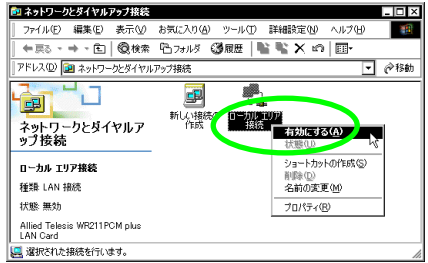 ネットワークとダイヤルアップ接続
ファイル(F) 編集(E) 表示(V) お気に入り(A) ツール(T) 詳細設定(N) ヘルプ(H)
戻る 検索 フォルダ 履歴
アドレス(D) ネットワークとダイヤルアップ接続 移動
ネットワークとダイヤルア
ップ接続
ローカル エリア接続
種類: LAN 接続
状態: 無効
Allied Telesis WR211PCM plus
LAN Card
新しい接続の
作成
ローカル エリア
接続
有効にする(A)
状態(U)
ショートカットの作成(S)
削除(D)
名前の変更(M)
プロパティ(R)
選択された接続を行います。